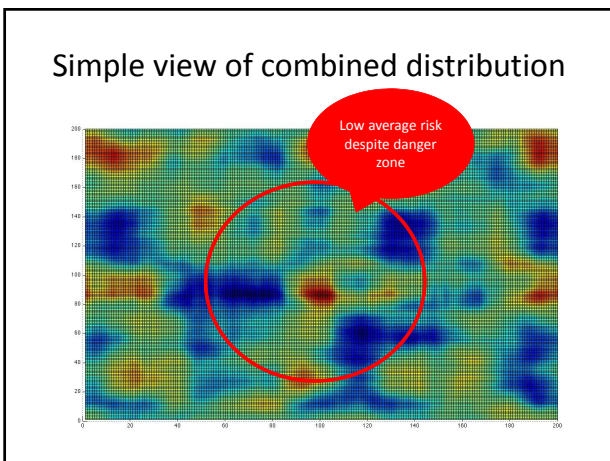 Simple view of combined distribution
Low average risk
despite danger
zone
200
180
160
140
120
100
80
60
40
20
0
0 20 40 60 80 100 120 140 160 180 200